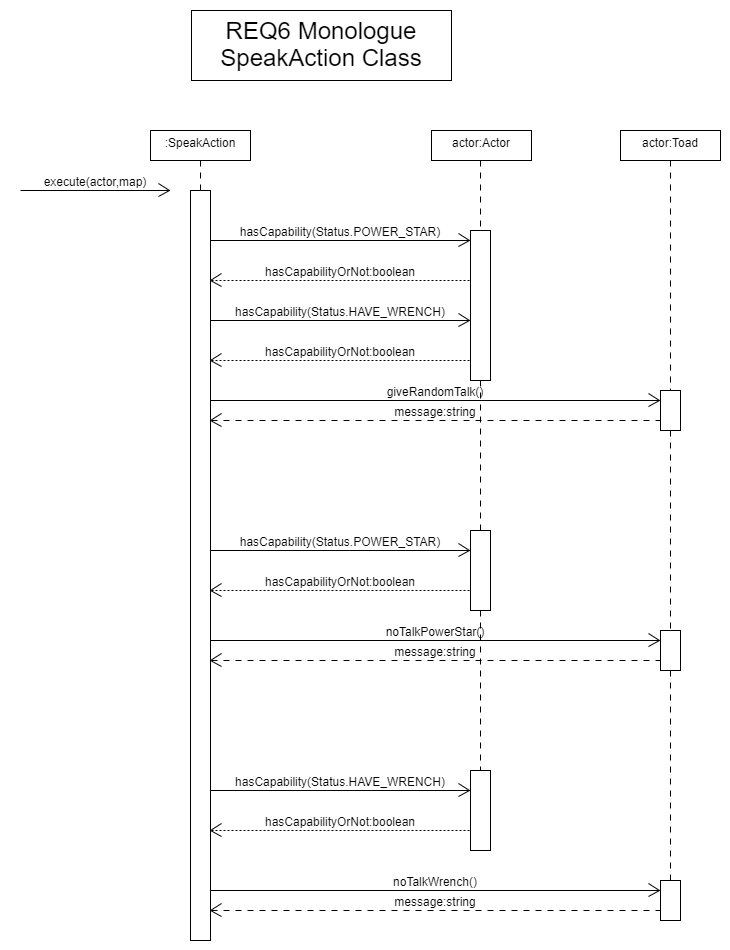 REQ6 Monologue
SpeakAction Class
:SpeakAction
actor:Actor
actor:Toad
execute(actor,map)
hasCapability(Status.POWER_STAR)
hasCapabilityOrNot:boolean
hasCapability(Status.HAVE_WRENCH)
hasCapabilityOrNot:boolean
giveRandomTalk()
message:string
hasCapability(Status.POWER_STAR)
hasCapabilityOrNot:boolean
noTalkPowerStar()
message:string
hasCapability(Status.HAVE_WRENCH)
hasCapabilityOrNot:boolean
noTalkWrench()
message:string